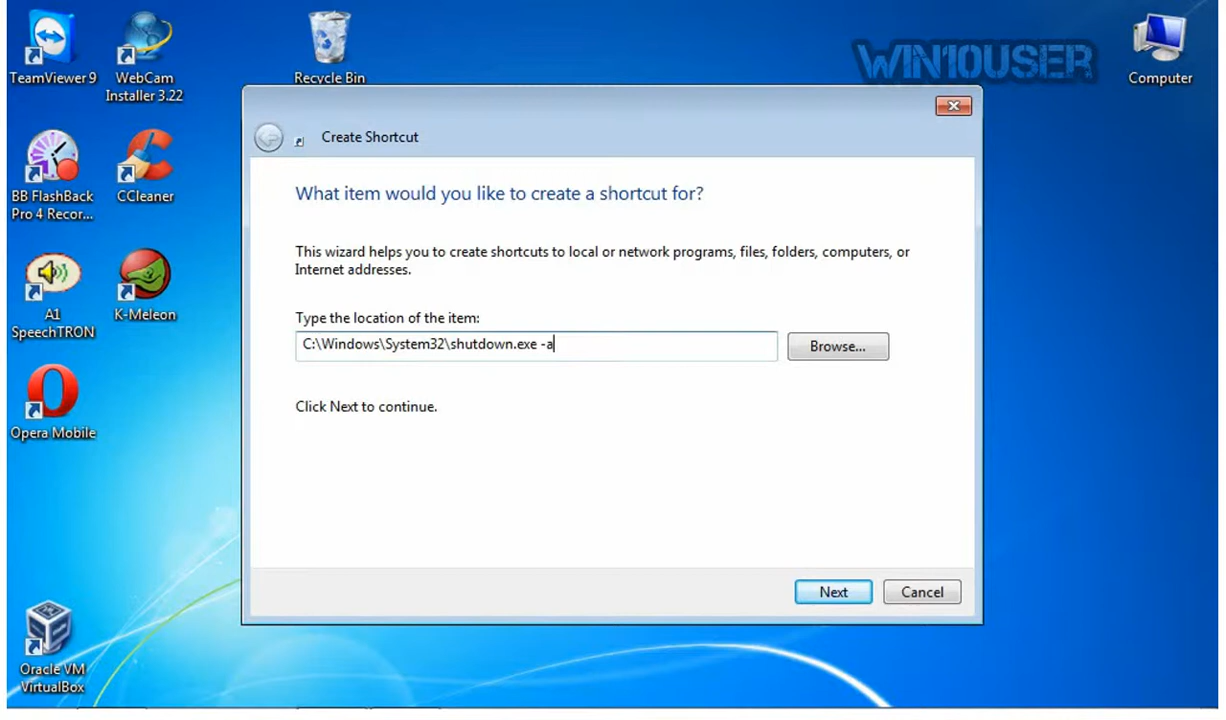 TeamViewer 9
WebCam
Installer 3.22
Recycle Bin
WIN10USER
Computer
BB FlashBack
Pro 4 Recor...
CCleaner
A1
SpeechTRON
K-Meleon
Opera Mobile
Oracle VM
VirtualBox
Create Shortcut
What item would you like to create a shortcut for?
This wizard helps you to create shortcuts to local or network programs, files, folders, computers, or
Internet addresses.
Type the location of the item:
C:\Windows\System32\shutdown.exe -a
Browse...
Click Next to continue.
Next
Cancel